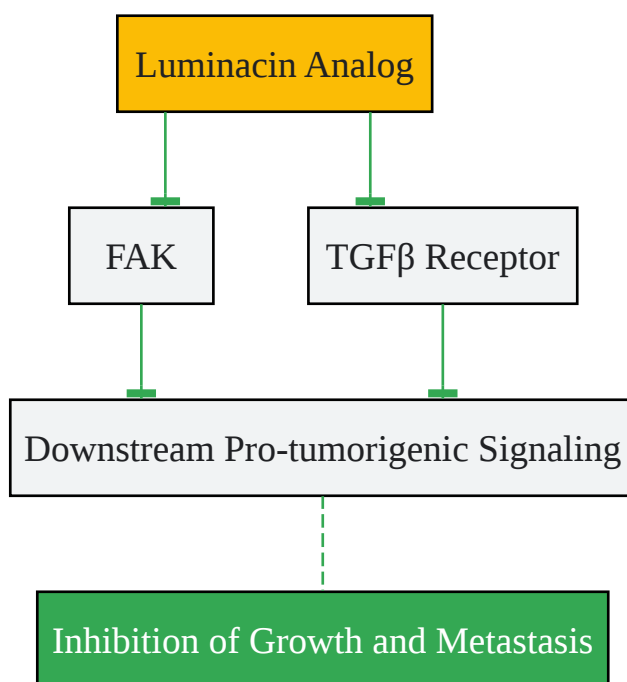 Luminacin Analog
FAK
TGFβ Receptor
Downstream Pro-tumorigenic Signaling
Inhibition of Growth and Metastasis